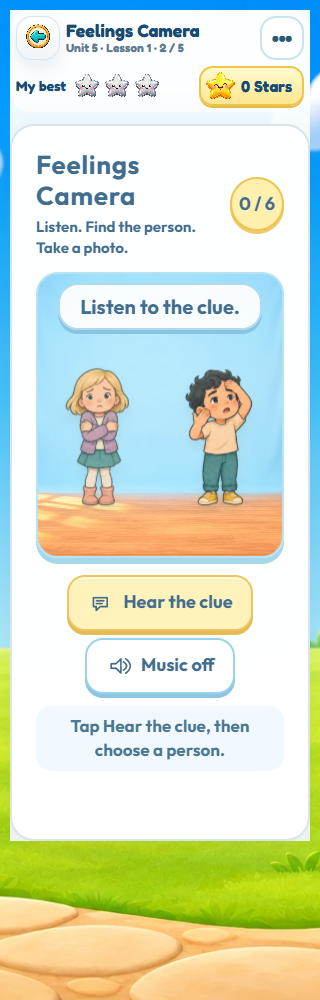 Feelings Camera
Unit 5 · Lesson 1 · 2 / 5
•••
My best
0 Stars
Feelings
Camera
0 / 6
Listen. Find the person.
Take a photo.
Listen to the clue.
Hear the clue
Music off
Tap Hear the clue, then
choose a person.